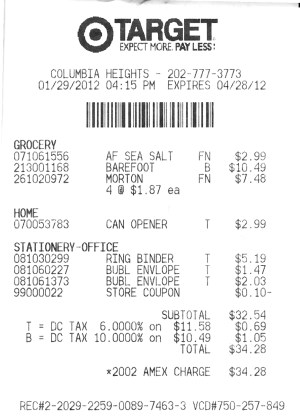 TARGET
EXPECT MORE. PAY LESS.
COLUMBIA HEIGHTS - 202-777-3773
01/29/2012 04:15 PM EXPIRES 04/28/12
GROCERY
071061556 AF SEA SALT FN $2.99
213001168 BAREFOOT B $10.49
261020972 MORTON FN $7.48
4 @ $1.87 ea
HOME
070053783 CAN OPENER T $2.99
STATIONERY-OFFICE
081030299 RING BINDER T $5.19
081060227 BUBL ENVLOPE T $1.47
081061373 BUBL ENVLOPE T $2.03
99000022 STORE COUPON $0.10-
SUBTOTAL $32.54
T = DC TAX 6.0000% on $11.58 $0.69
B = DC TAX 10.0000% on $10.49 $1.05
TOTAL $34.28
*2002 AMEX CHARGE $34.28
REC#2-2029-2259-0089-7463-3 VCD#750-257-849